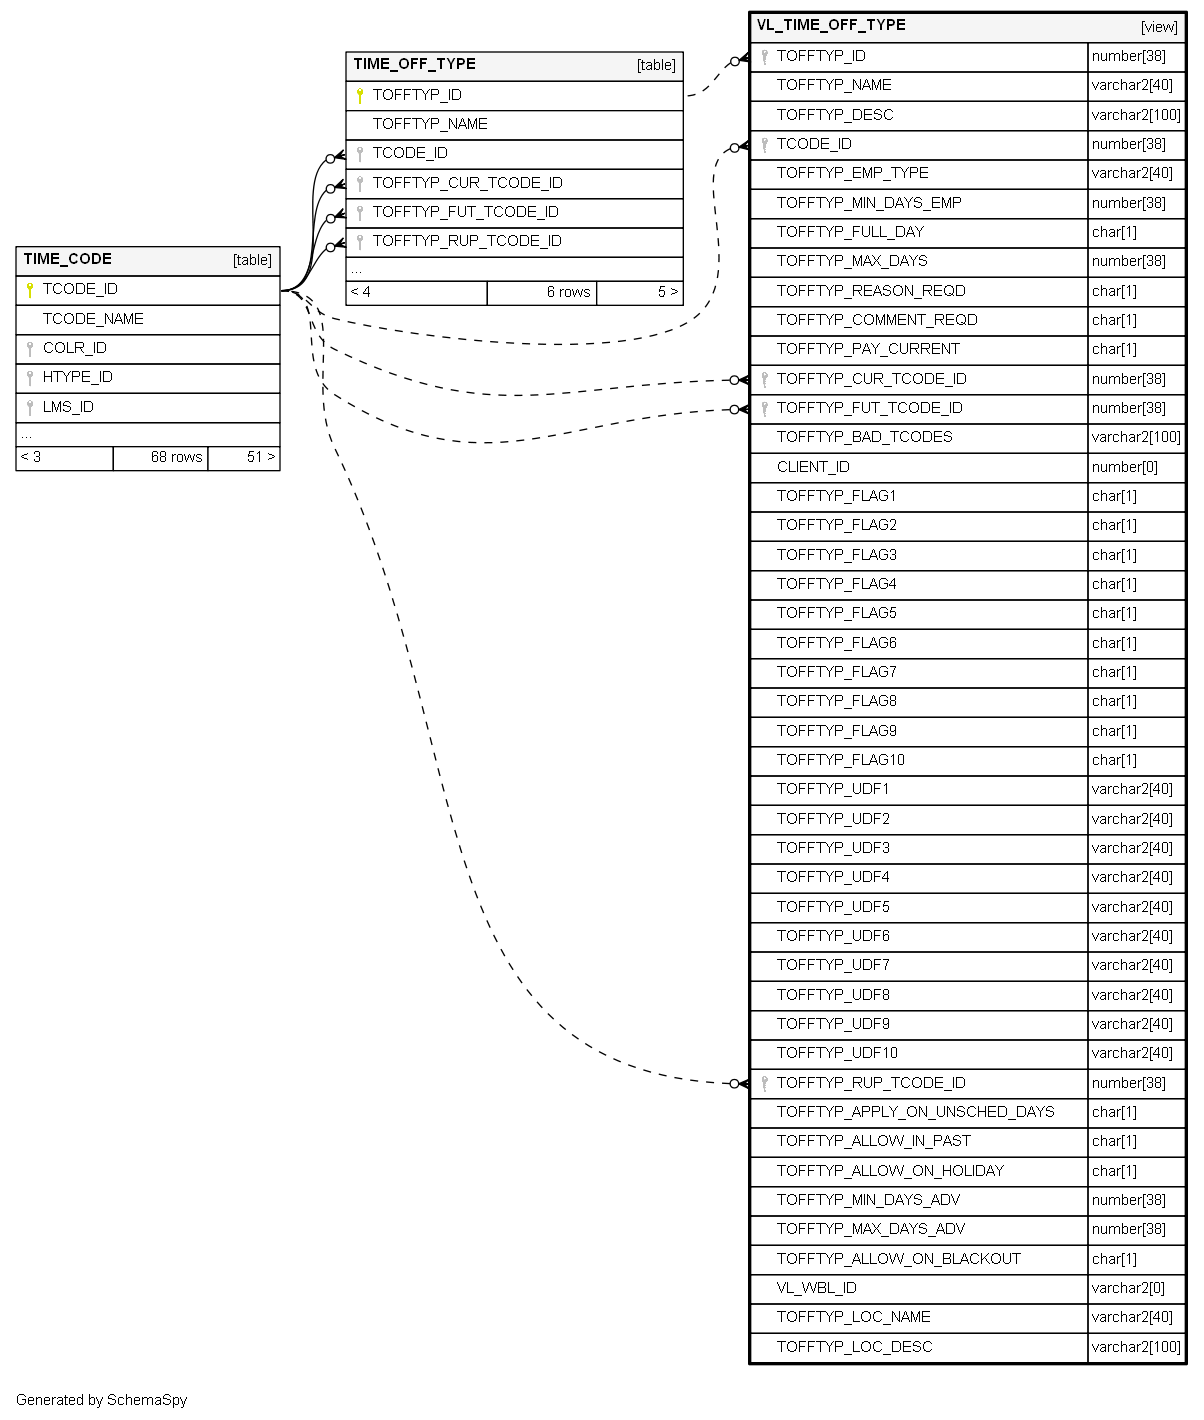 VL_TIME_OFF_TYPE [view]
TOFFTYP_ID number[38]
TOFFTYP_NAME varchar2[40]
TOFFTYP_DESC varchar2[100]
TCODE_ID number[38]
TOFFTYP_EMP_TYPE varchar2[40]
TOFFTYP_MIN_DAYS_EMP number[38]
TOFFTYP_FULL_DAY char[1]
TOFFTYP_MAX_DAYS number[38]
TOFFTYP_REASON_REQD char[1]
TOFFTYP_COMMENT_REQD char[1]
TOFFTYP_PAY_CURRENT char[1]
TOFFTYP_CUR_TCODE_ID number[38]
TOFFTYP_FUT_TCODE_ID number[38]
TOFFTYP_BAD_TCODES varchar2[100]
CLIENT_ID number[0]
TOFFTYP_FLAG1 char[1]
TOFFTYP_FLAG2 char[1]
TOFFTYP_FLAG3 char[1]
TOFFTYP_FLAG4 char[1]
TOFFTYP_FLAG5 char[1]
TOFFTYP_FLAG6 char[1]
TOFFTYP_FLAG7 char[1]
TOFFTYP_FLAG8 char[1]
TOFFTYP_FLAG9 char[1]
TOFFTYP_FLAG10 char[1]
TOFFTYP_UDF1 varchar2[40]
TOFFTYP_UDF2 varchar2[40]
TOFFTYP_UDF3 varchar2[40]
TOFFTYP_UDF4 varchar2[40]
TOFFTYP_UDF5 varchar2[40]
TOFFTYP_UDF6 varchar2[40]
TOFFTYP_UDF7 varchar2[40]
TOFFTYP_UDF8 varchar2[40]
TOFFTYP_UDF9 varchar2[40]
TOFFTYP_UDF10 varchar2[40]
TOFFTYP_RUP_TCODE_ID number[38]
TOFFTYP_APPLY_ON_UNSCHED_DAYS char[1]
TOFFTYP_ALLOW_IN_PAST char[1]
TOFFTYP_ALLOW_ON_HOLIDAY char[1]
TOFFTYP_MIN_DAYS_ADV number[38]
TOFFTYP_MAX_DAYS_ADV number[38]
TOFFTYP_ALLOW_ON_BLACKOUT char[1]
VL_WBL_ID varchar2[0]
TOFFTYP_LOC_NAME varchar2[40]
TOFFTYP_LOC_DESC varchar2[100]
TIME_OFF_TYPE [table]
TOFFTYP_ID
TOFFTYP_NAME
TCODE_ID
TOFFTYP_CUR_TCODE_ID
TOFFTYP_FUT_TCODE_ID
TOFFTYP_RUP_TCODE_ID
...
< 4 6 rows 5 >
TIME_CODE [table]
TCODE_ID
TCODE_NAME
COLR_ID
HTYPE_ID
LMS_ID
...
< 3 68 rows 51 >
Generated by SchemaSpy